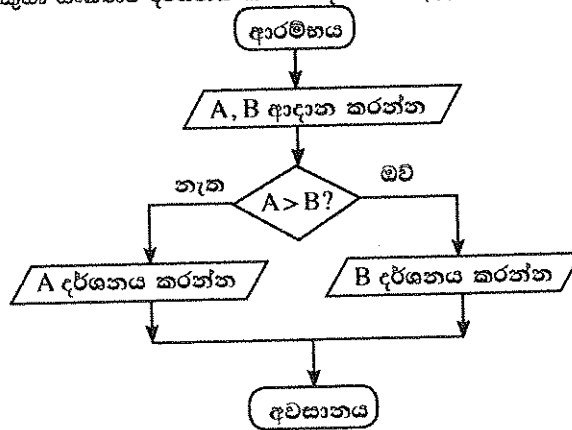 ආරම්භය
A, B ආදාන කරන්න
නැත
ඔව්
A > B?
A දර්ශනය කරන්න
B දර්ශනය කරන්න
අවසානය